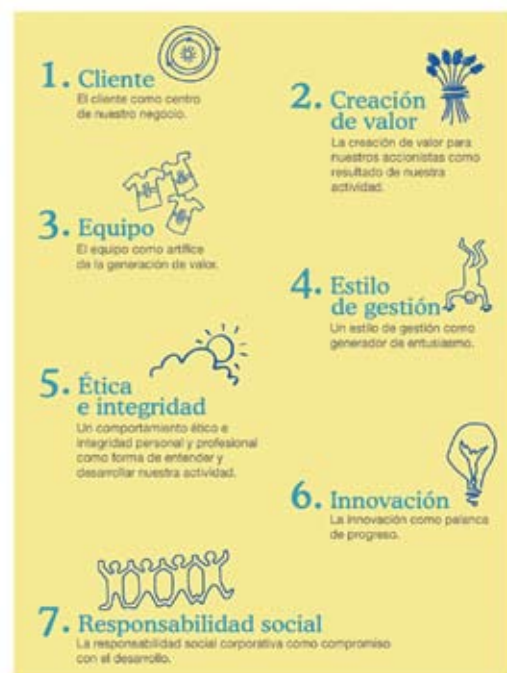 1. Cliente
El cliente como centro
de nuestro negocio.
2. Creación
de valor
La creación de valor para
nuestros accionistas como
resultado de nuestra
actividad.
3. Equipo
El equipo como artífice
de la generación de valor.
4. Estilo
de gestión
Un estilo de gestión como
generador de entusiasmo.
5. Ética
e integridad
Un comportamiento ético e
integridad personal y profesional
como forma de entender y
desarrollar nuestra actividad.
6. Innovación
La innovación como palanca
de progreso.
7. Responsabilidad social
La responsabilidad social corporativa como compromiso
con el desarrollo.